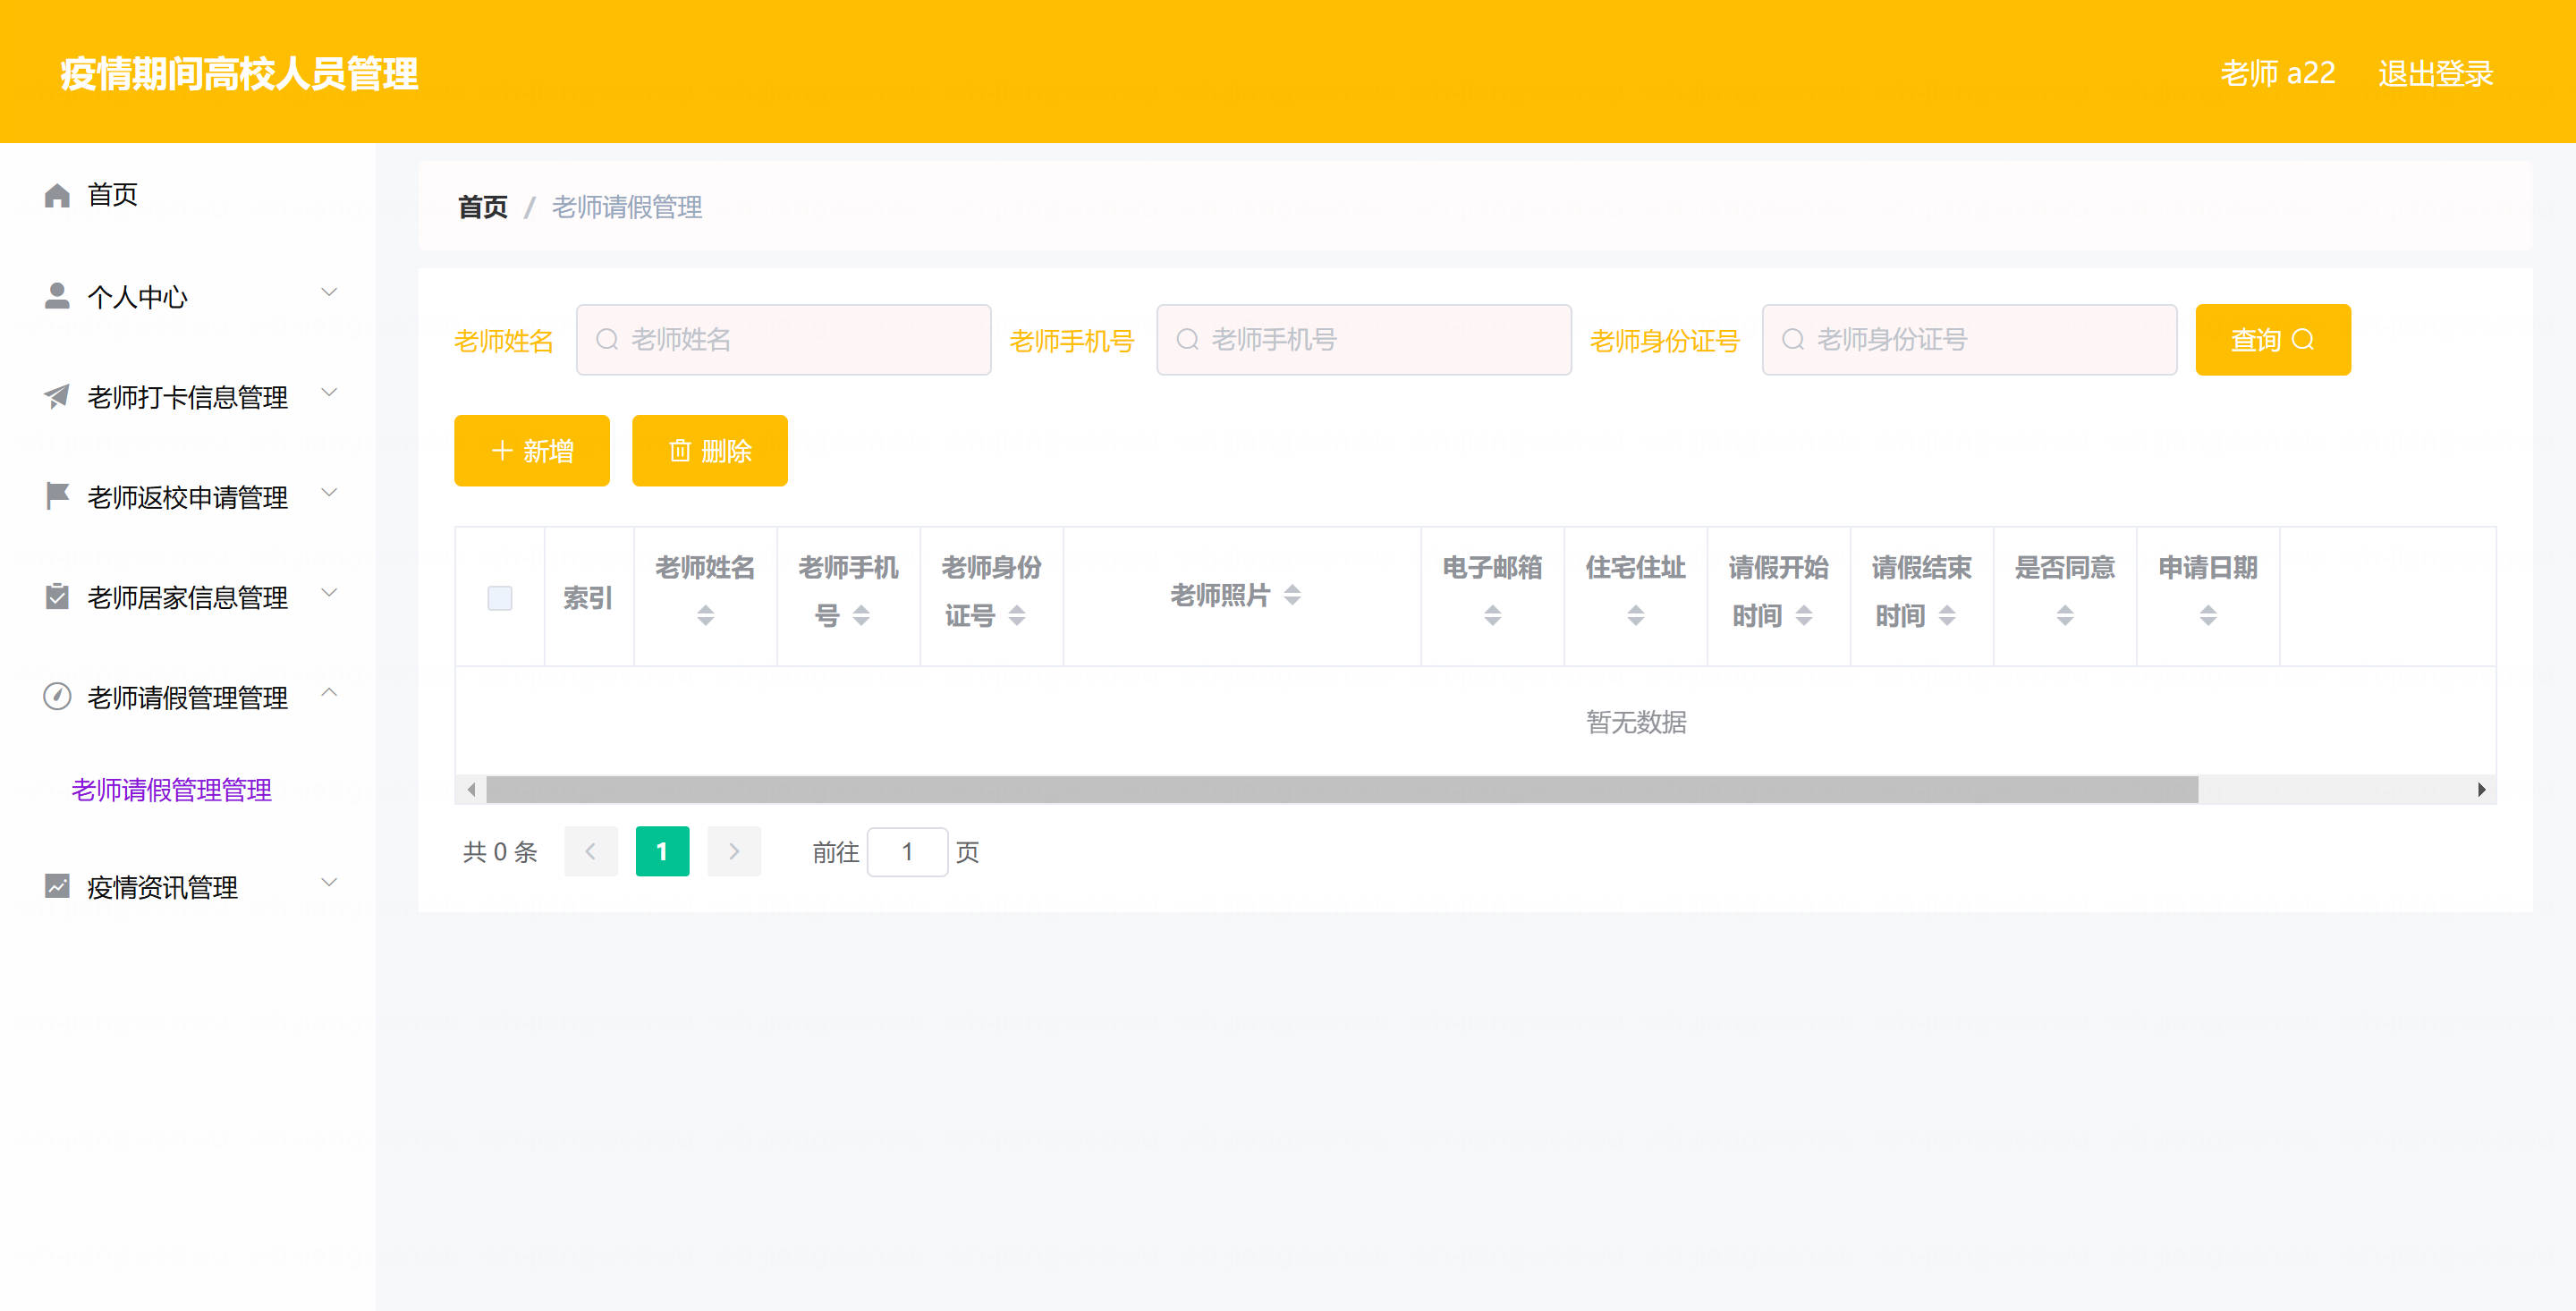 疫情期间高校人员管理
老师 a22 退出登录
首页
个人中心
老师打卡信息管理
老师返校申请管理
老师居家信息管理
老师请假管理管理
老师请假管理管理
疫情资讯管理
首页 / 老师请假管理
老师姓名 老师姓名 老师手机号 老师手机号 老师身份证号 老师身份证号 查询
新增 删除
索引 老师姓名 老师手机号 老师身份证号 老师照片 电子邮箱 住宅住址 请假开始时间 请假结束时间 是否同意 申请日期
暂无数据
共 0 条 1 前往 1 页